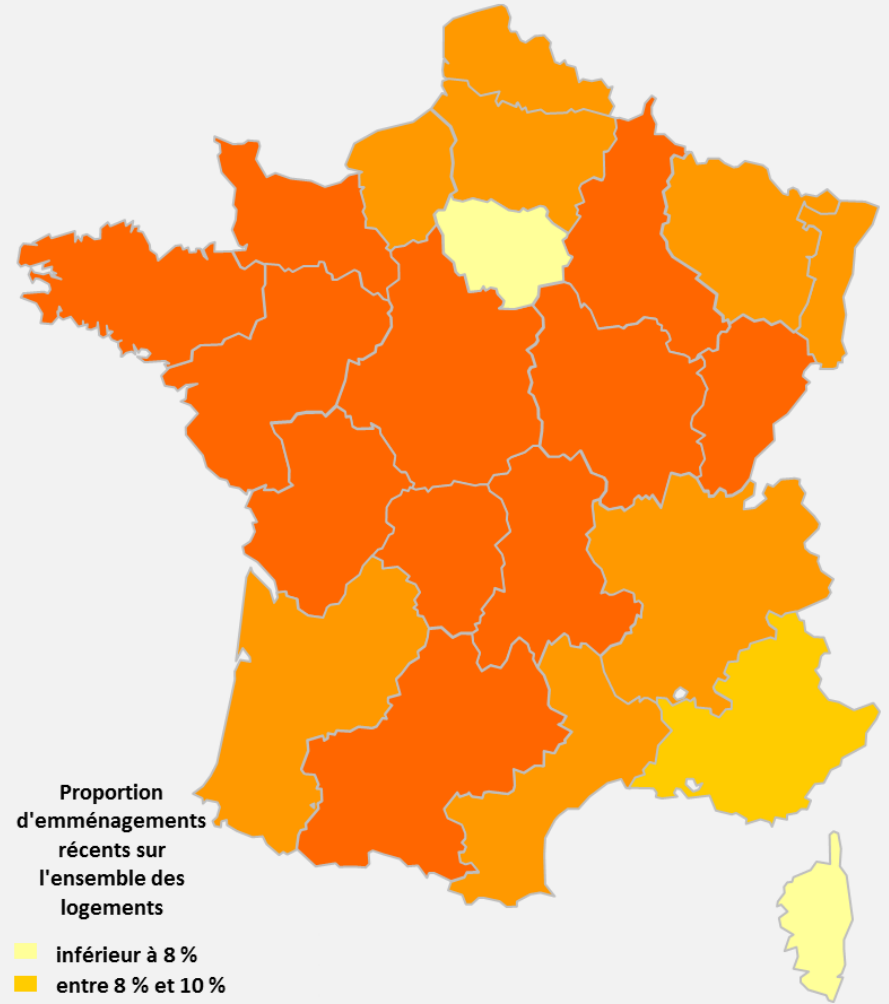 Proportion
d'emménagements
récents sur
l'ensemble des
logements
inférieur à 8 %
entre 8 % et 10 %